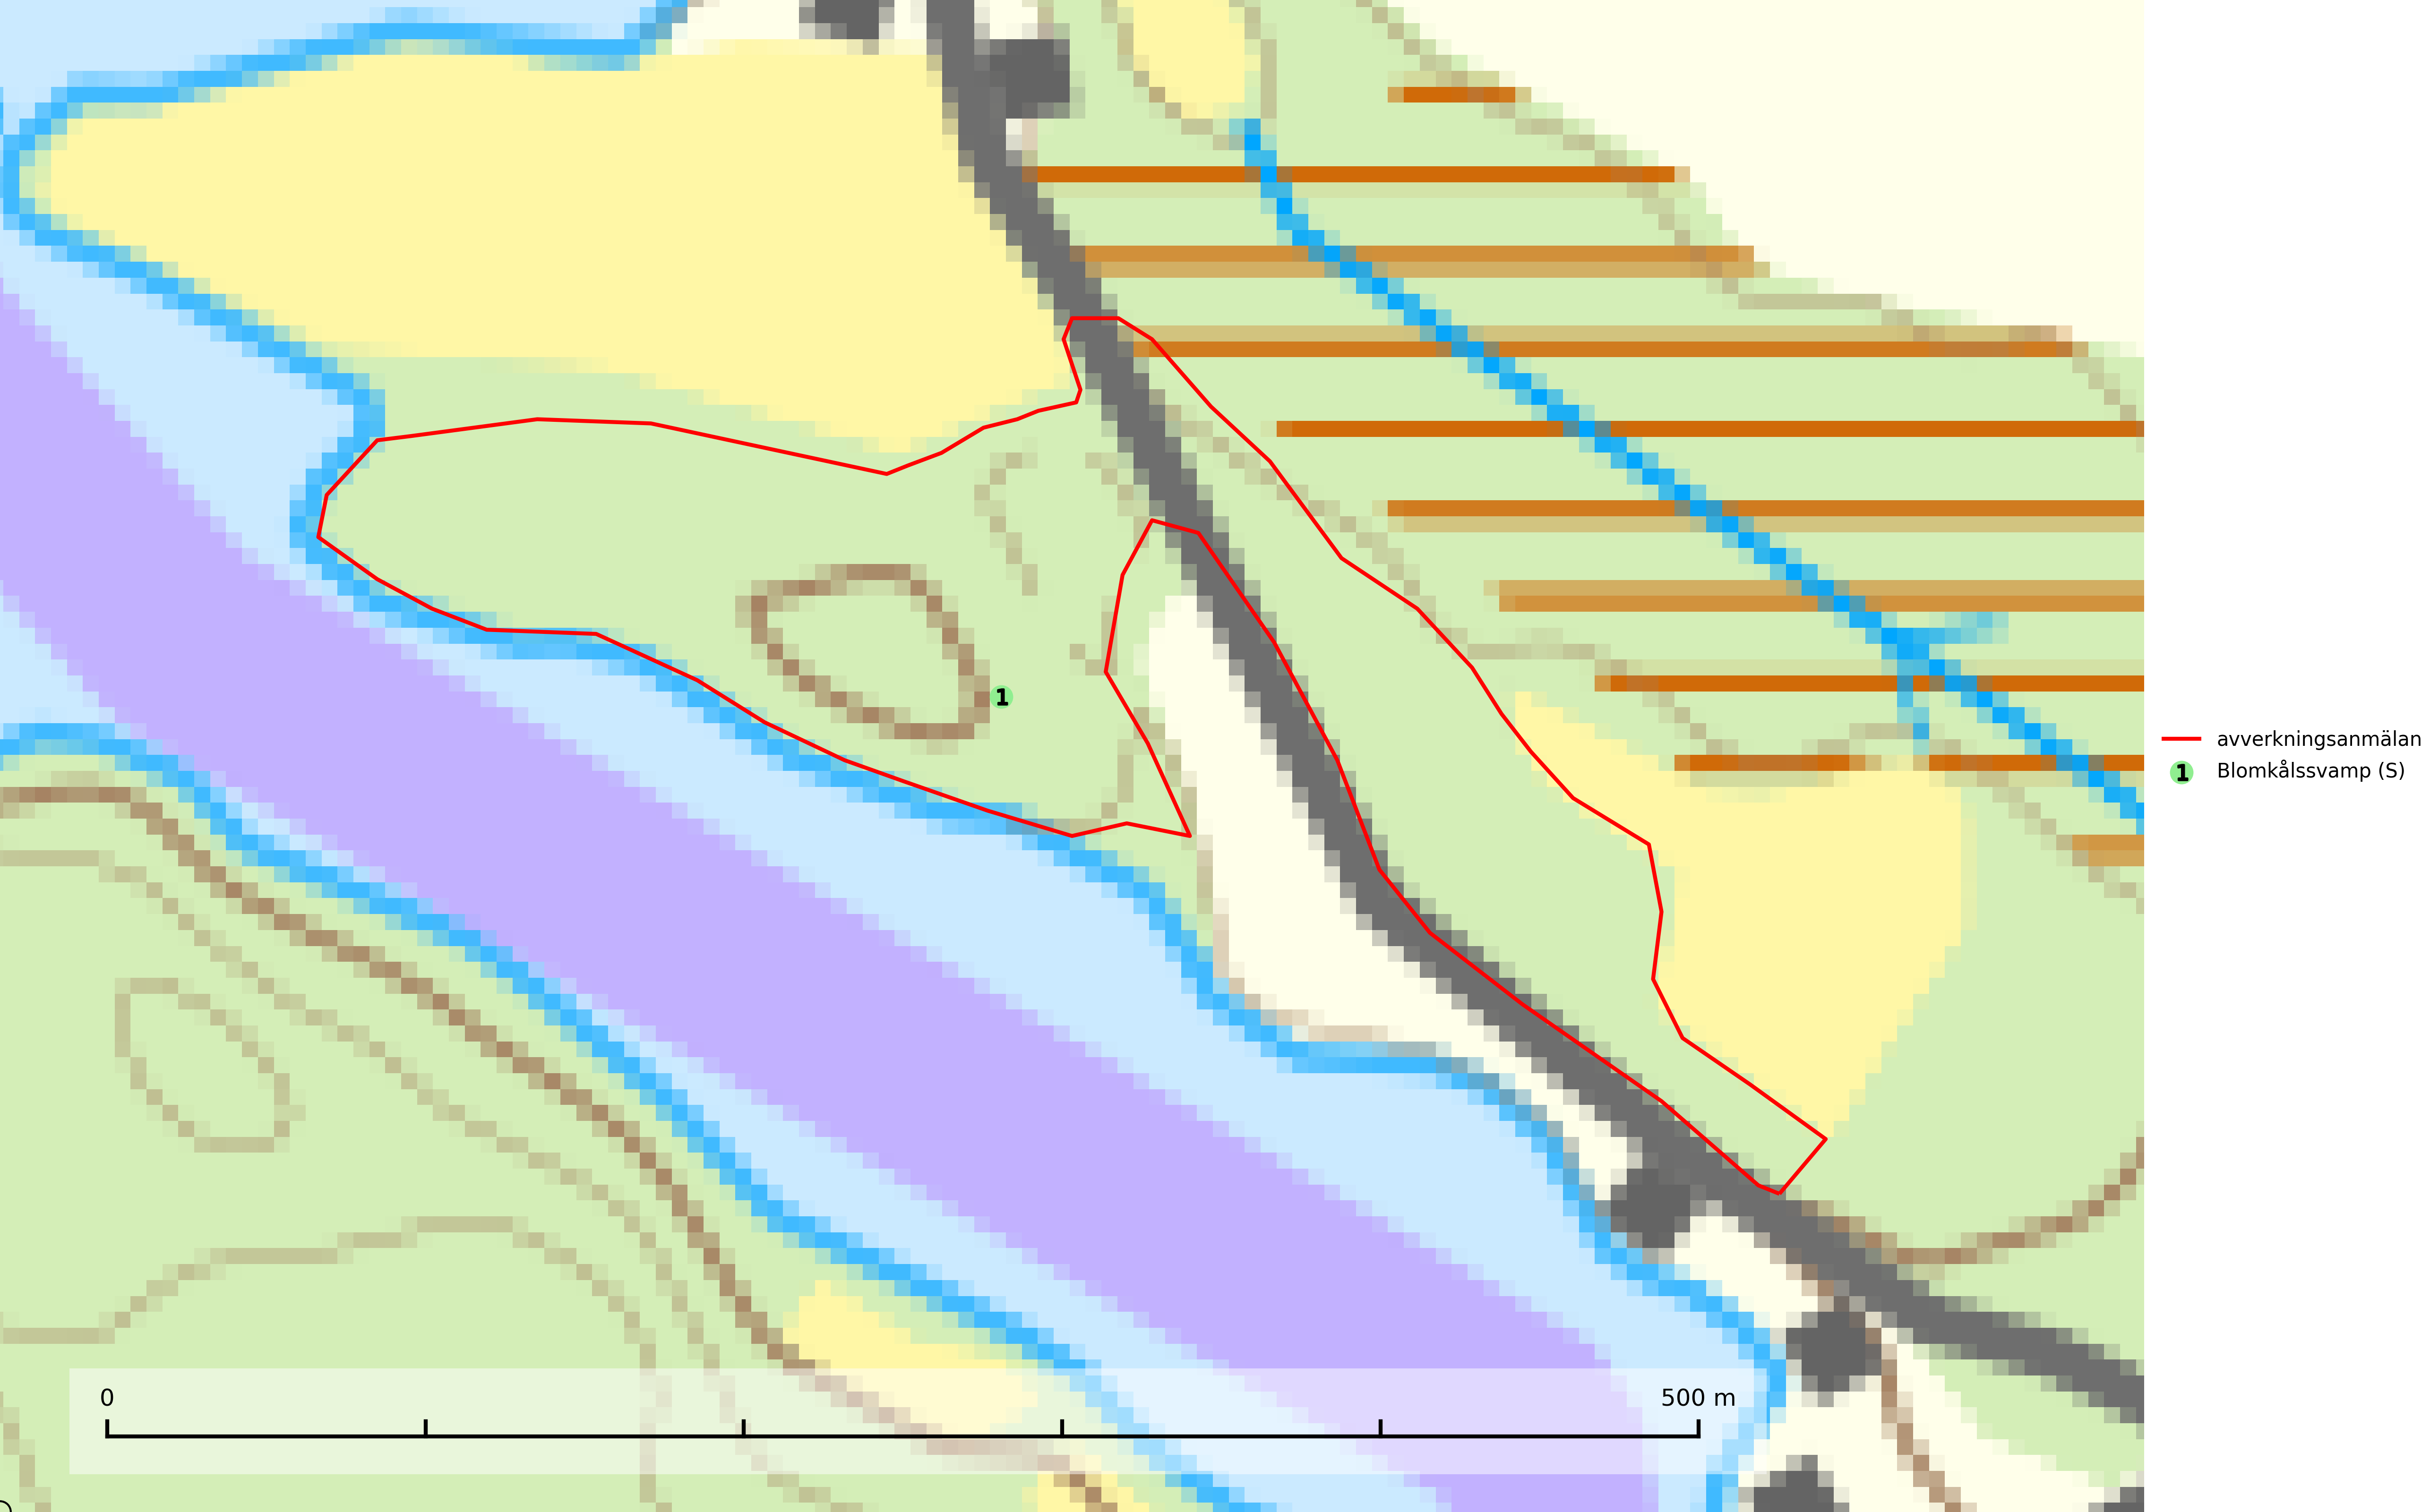 1
avverkningsanmälan
1 Blomkålssvamp (S)
0 500 m